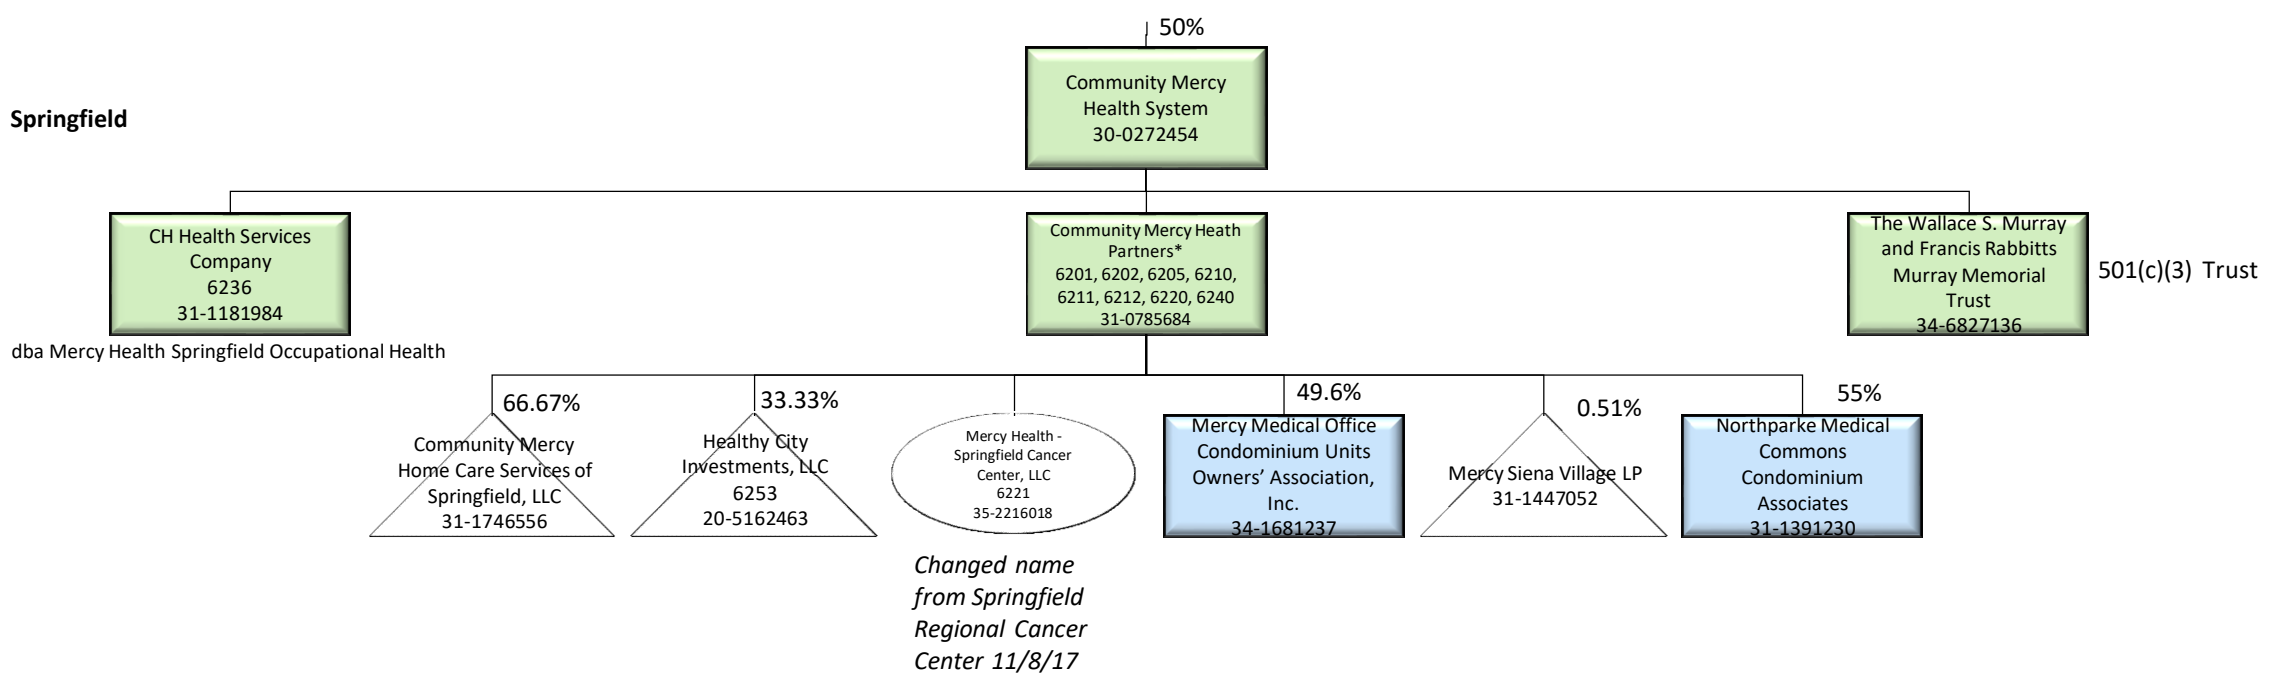 50%
Community Mercy
Health System
30-0272454
Springfield
CH Health Services
Company
6236
31-1181984
dba Mercy Health Springfield Occupational Health
Community Mercy Heath
Partners*
6201, 6202, 6205, 6210,
6211, 6212, 6220, 6240
31-0785684
The Wallace S. Murray
and Francis Rabbitts
Murray Memorial
Trust
34-6827136
501(c)(3) Trust
66.67%
Community Mercy
Home Care Services of
Springfield, LLC
31-1746556
33.33%
Healthy City
Investments, LLC
6253
20-5162463
Mercy Health -
Springfield Cancer
Center, LLC
6221
35-2216018
Changed name
from Springfield
Regional Cancer
Center 11/8/17
49.6%
Mercy Medical Office
Condominium Units
Owners’ Association,
Inc.
34-1681237
0.51%
Mercy Siena Village LP
31-1447052
55%
Northparke Medical
Commons
Condominium
Associates
31-1391230